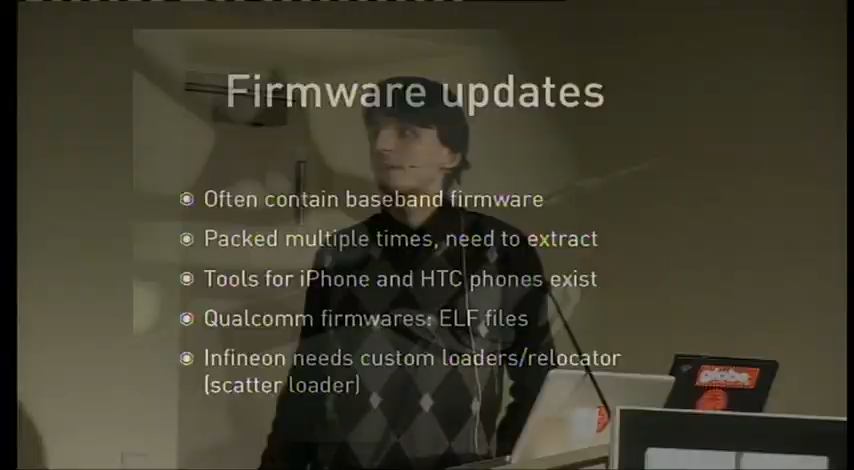 Firmware updates
Often contain baseband firmware
Packed multiple times, need to extract
Tools for iPhone and HTC phones exist
Qualcomm firmwares: ELF files
Infineon needs custom loaders/relocator
(scatter loader)